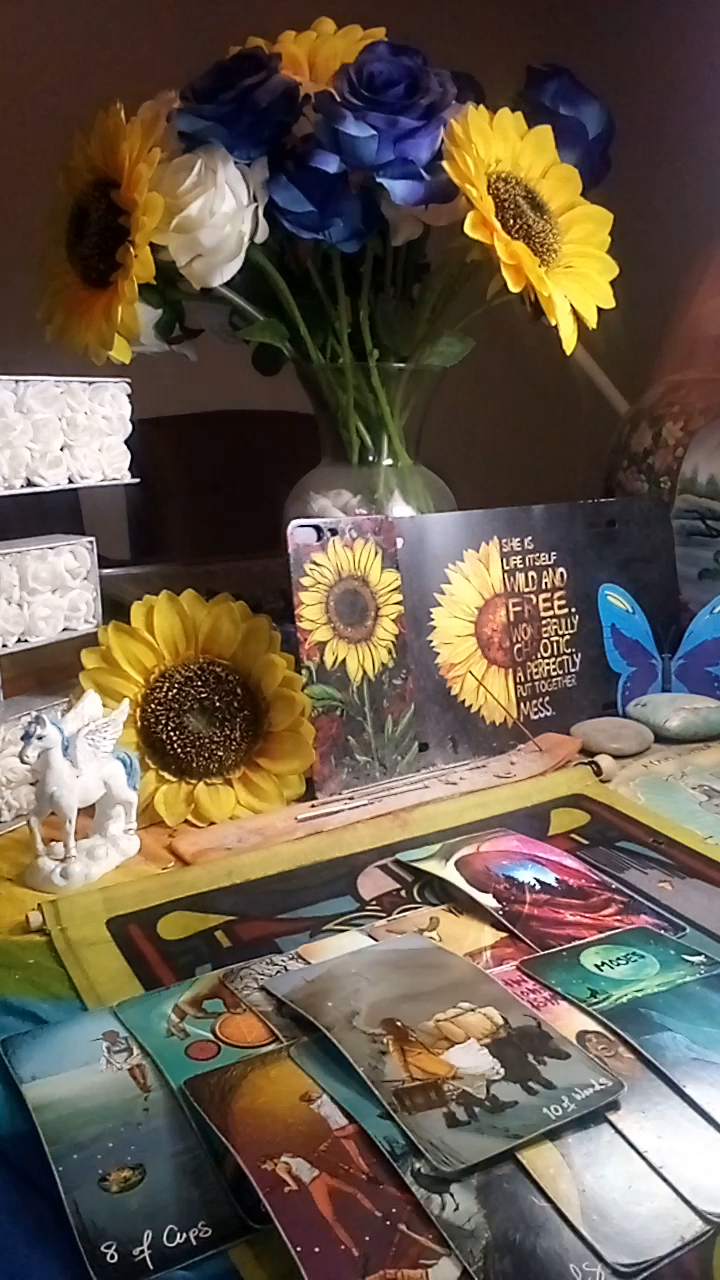 SHE IS
LIFE ITSELF
WILD AND
FREE.
WONDERFULLY
CHAOTIC.
A PERFECTLY
PUT TOGETHER
MESS.
MOSES
10 of Wands
8 of Cups